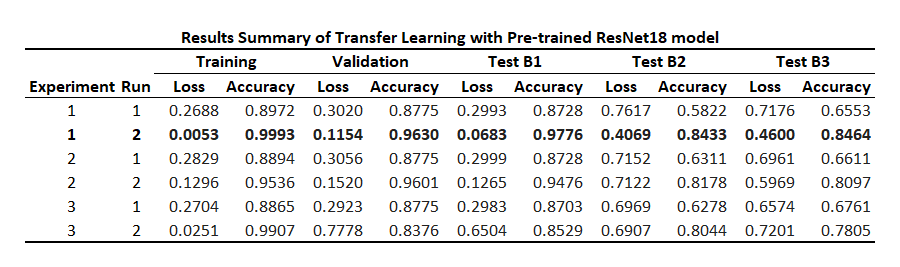 Results Summary of Transfer Learning with Pre-trained ResNet18 model
Training Validation Test B1 Test B2 Test B3
Experiment Run Loss Accuracy Loss Accuracy Loss Accuracy Loss Accuracy Loss Accuracy
1 1 0.2688 0.8972 0.3020 0.8775 0.2993 0.8728 0.7617 0.5822 0.7176 0.6553
1 2 0.0053 0.9993 0.1154 0.9630 0.0683 0.9776 0.4069 0.8433 0.4600 0.8464
2 1 0.2829 0.8894 0.3056 0.8775 0.2999 0.8728 0.7152 0.6311 0.6961 0.6611
2 2 0.1296 0.9536 0.1520 0.9601 0.1265 0.9476 0.7122 0.8178 0.5969 0.8097
3 1 0.2704 0.8865 0.2923 0.8775 0.2983 0.8703 0.6969 0.6278 0.6574 0.6761
3 2 0.0251 0.9907 0.7778 0.8376 0.6504 0.8529 0.6907 0.8044 0.7201 0.7805